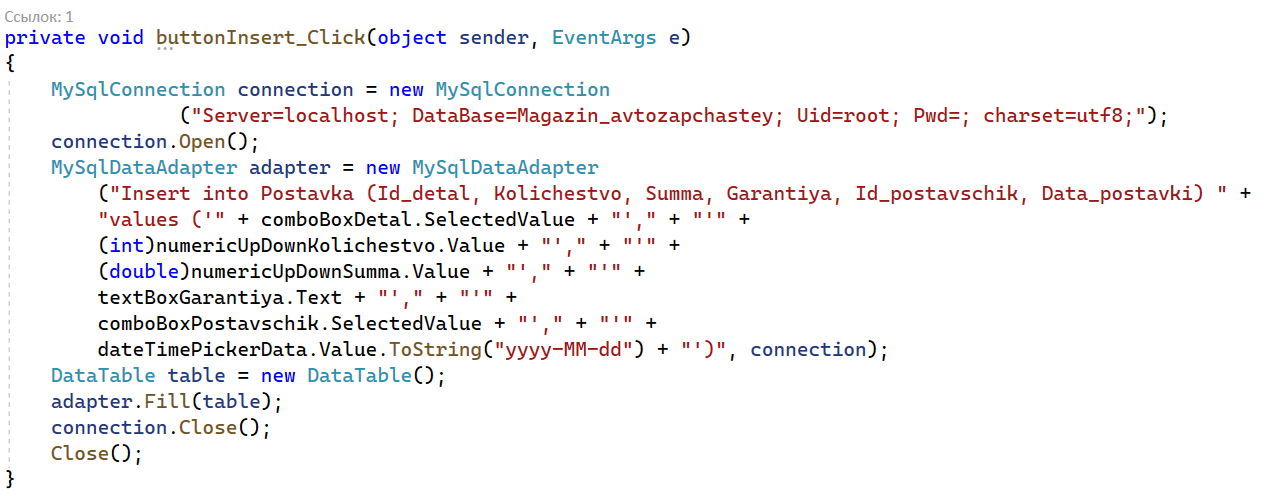 Ссылок: 1
private void buttonInsert_Click(object sender, EventArgs e)
{
    MySqlConnection connection = new MySqlConnection
               ("Server=localhost; DataBase=Magazin_avtozapchastey; Uid=root; Pwd=; charset=utf8;");
    connection.Open();
    MySqlDataAdapter adapter = new MySqlDataAdapter
        ("Insert into Postavka (Id_detal, Kolichestvo, Summa, Garantiya, Id_postavschik, Data_postavki) " +
        "values ('" + comboBoxDetal.SelectedValue + "'," + "'" +
        (int)numericUpDownKolichestvo.Value + "'," + "'" +
        (double)numericUpDownSumma.Value + "'," + "'" +
        textBoxGarantiya.Text + "'," + "'" +
        comboBoxPostavschik.SelectedValue + "'," + "'" +
        dateTimePickerData.Value.ToString("yyyy-MM-dd") + "')", connection);
    DataTable table = new DataTable();
    adapter.Fill(table);
    connection.Close();
    Close();
}